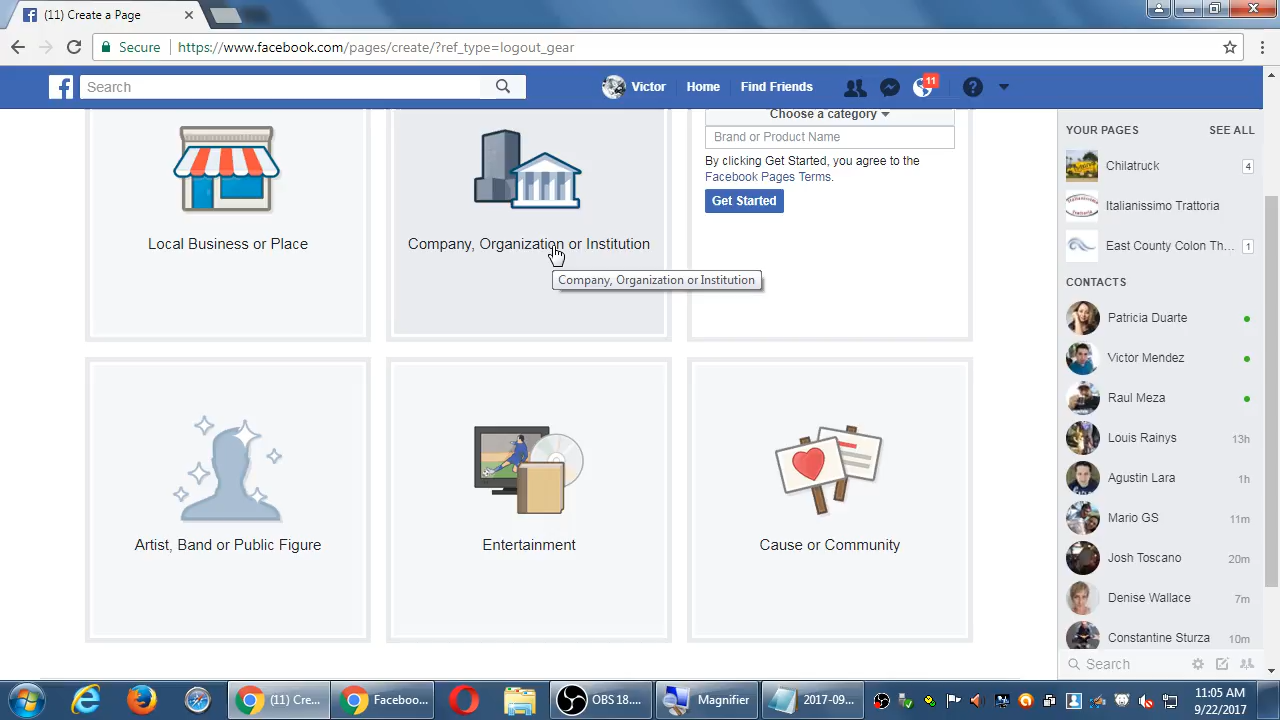 (11) Create a Page
Secure https://www.facebook.com/pages/create/?ref_type=logout_gear
Search
Victor
Home
Find Friends
11
Local Business or Place
Company, Organization or Institution
Company, Organization or Institution
Choose a category
Brand or Product Name
By clicking Get Started, you agree to the
Facebook Pages Terms.
Get Started
Artist, Band or Public Figure
Entertainment
Cause or Community
YOUR PAGES SEE ALL
Chilatruck 4
Italianissimo Trattoria
East County Colon Th... 1
CONTACTS
Patricia Duarte
Victor Mendez
Raul Meza
Louis Rainys 13h
Agustin Lara 1h
Mario GS 11m
Josh Toscano 20m
Denise Wallace 7m
Constantine Sturza 10m
Search
(11) Cre...
Faceboo...
OBS 18....
Magnifier
2017-09...
11:05 AM
9/22/2017